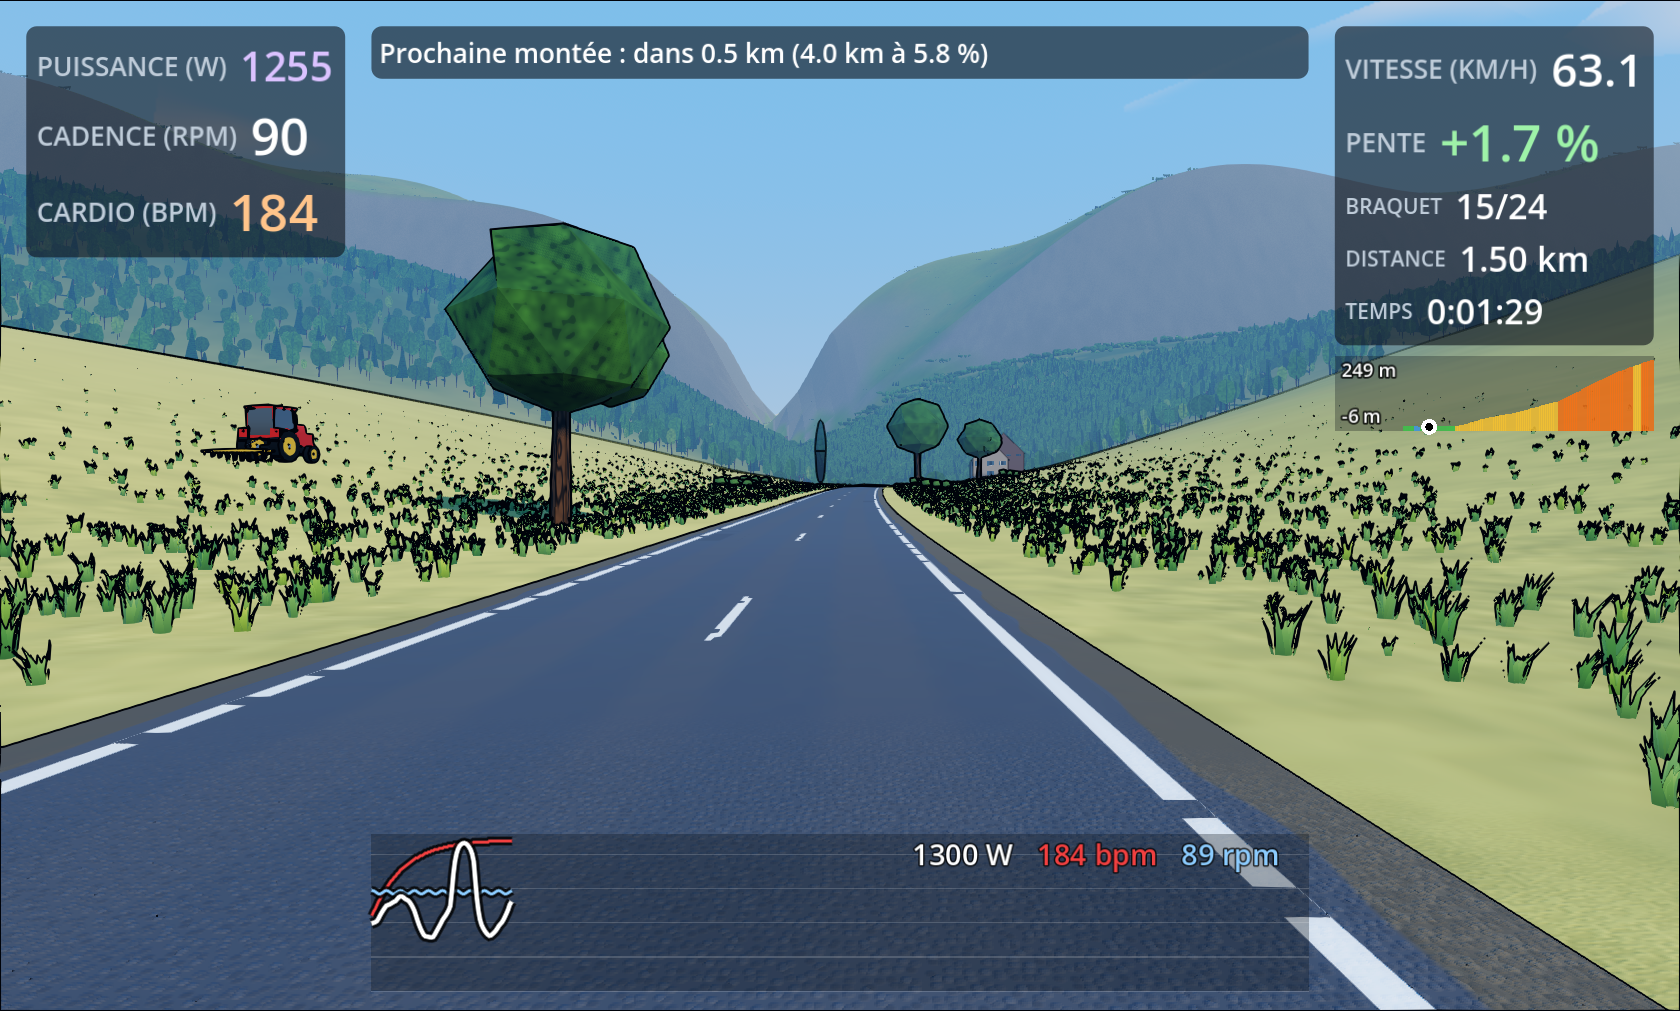 PUISSANCE (W) 1255
CADENCE (RPM) 90
CARDIO (BPM) 184
Prochaine montée : dans 0.5 km (4.0 km à 5.8 %)
VITESSE (KM/H) 63.1
PENTE +1.7 %
BRAQUET 15/24
DISTANCE 1.50 km
TEMPS 0:01:29
249 m
-6 m
1300 W 184 bpm 89 rpm